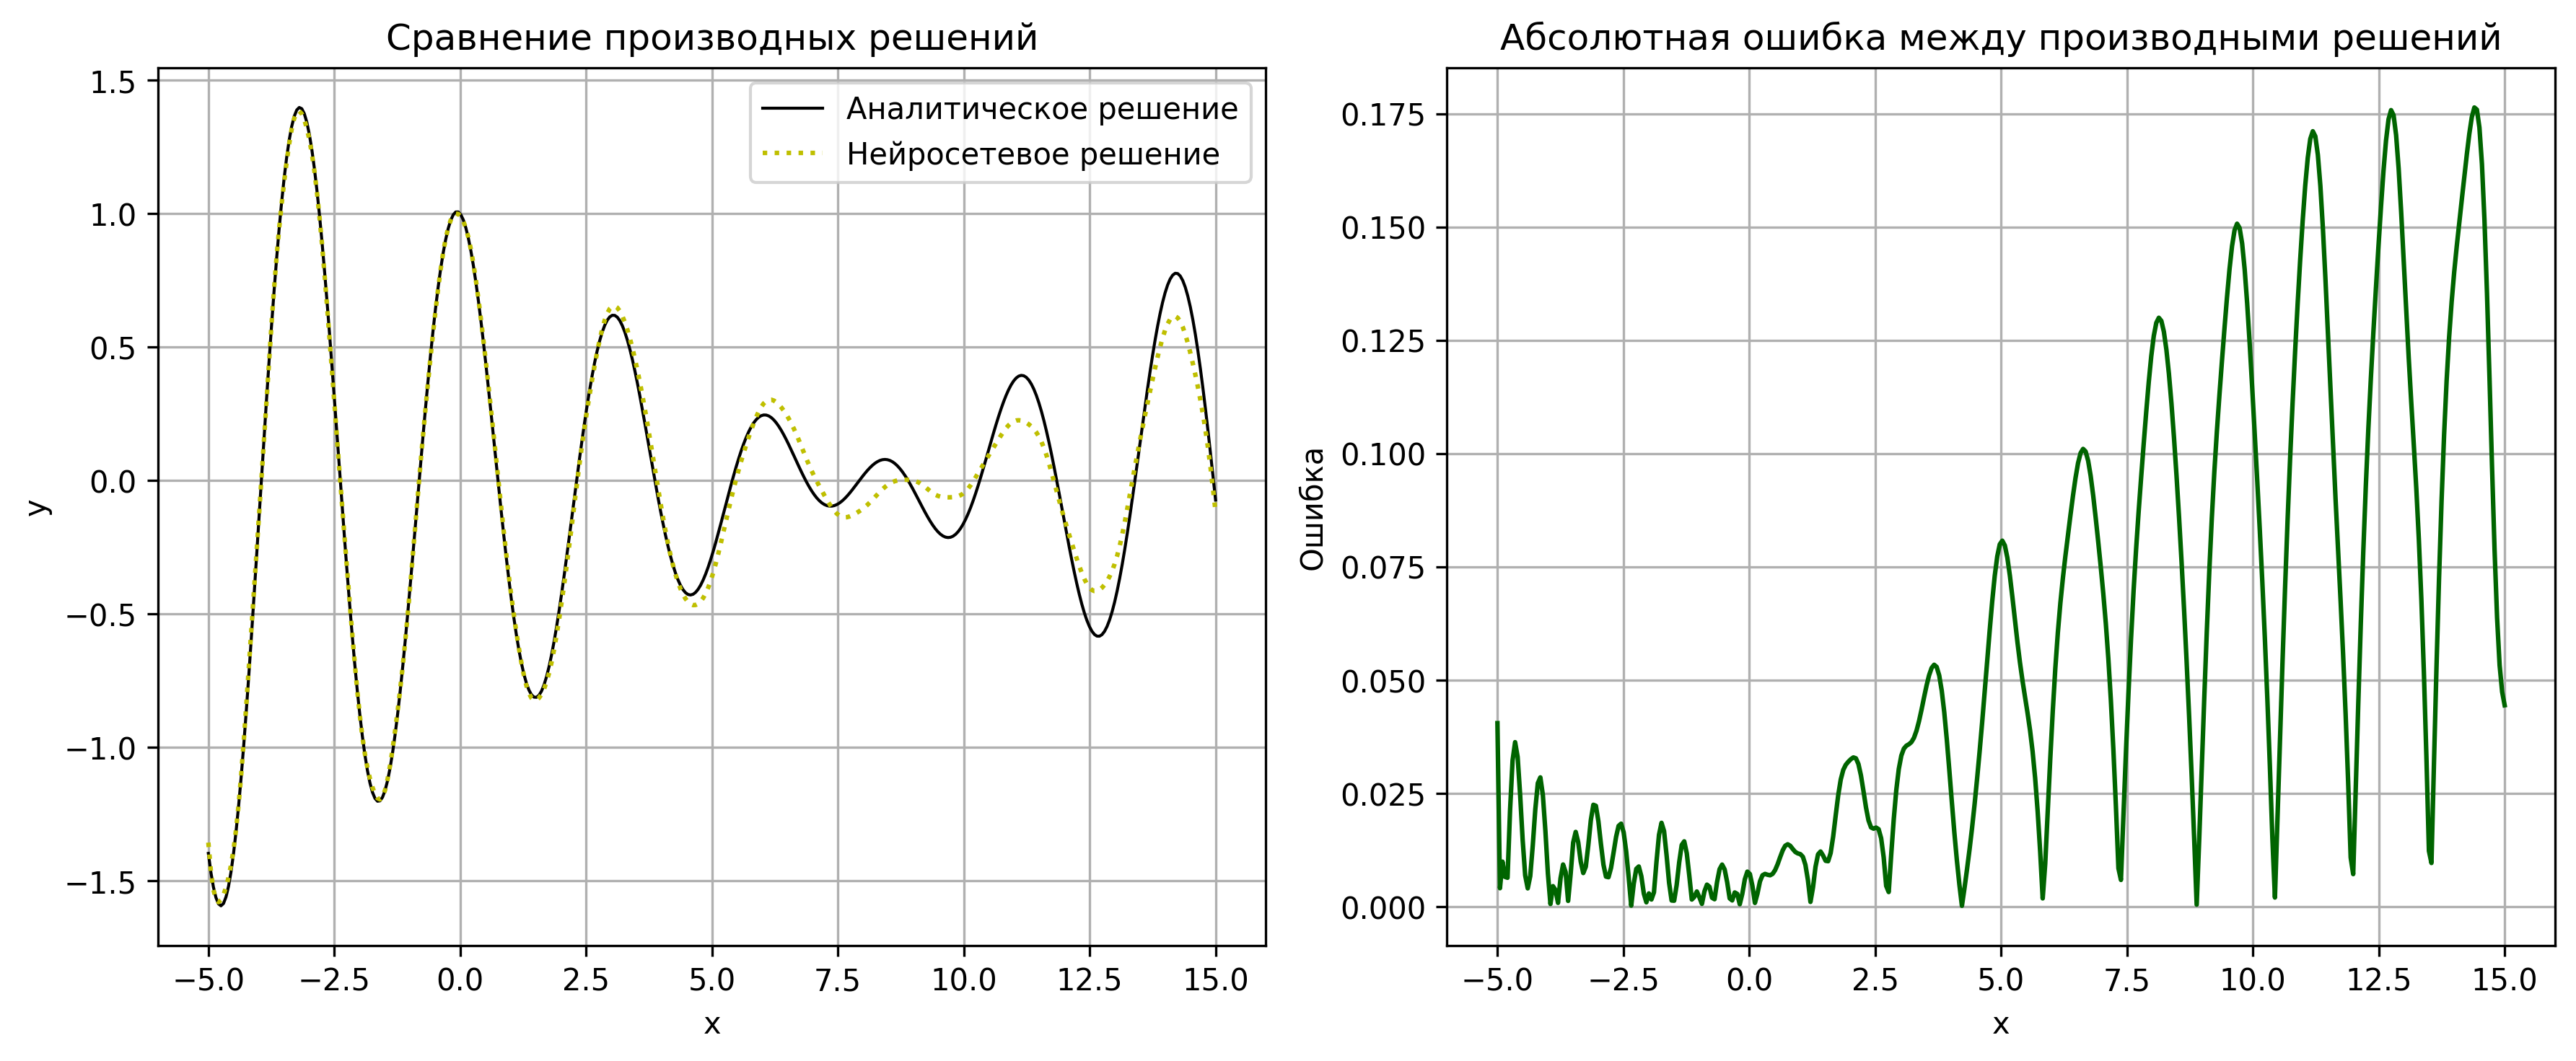 Сравнение производных решений
1.5
1.0
0.5
0.0
−0.5
−1.0
−1.5
y
Аналитическое решение
Нейросетевое решение
−5.0 −2.5 0.0 2.5 5.0 7.5 10.0 12.5 15.0
x
Абсолютная ошибка между производными решений
0.175
0.150
0.125
0.100
0.075
0.050
0.025
0.000
Ошибка
−5.0 −2.5 0.0 2.5 5.0 7.5 10.0 12.5 15.0
x